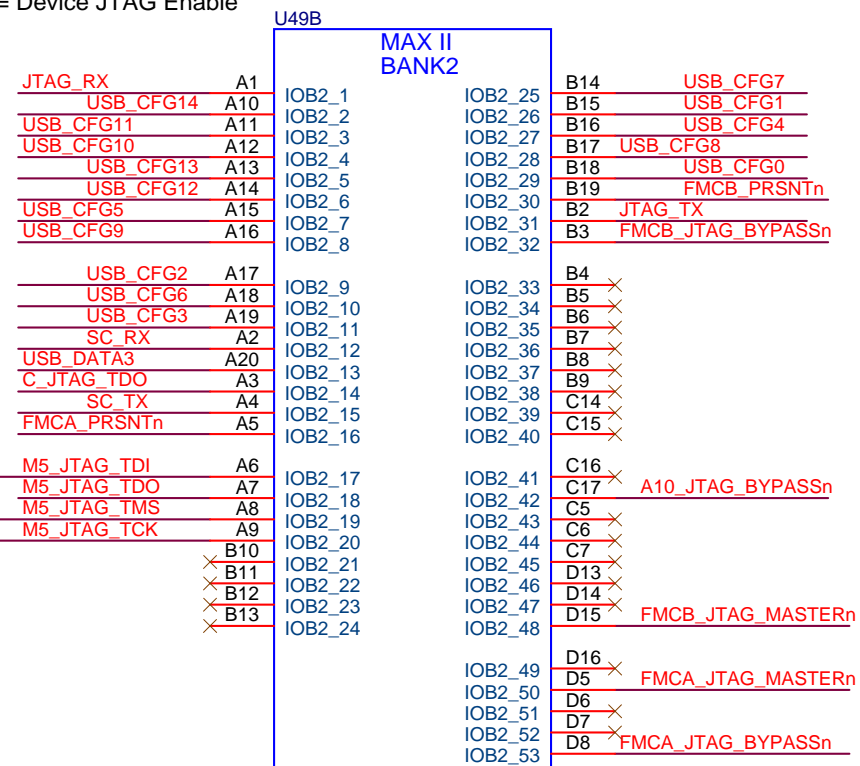 = Device JTAG Enable
U49B
MAX II
BANK2
JTAG_RX A1 IOB2_1
USB_CFG14 A10 IOB2_2
USB_CFG11 A11 IOB2_3
USB_CFG10 A12 IOB2_4
USB_CFG13 A13 IOB2_5
USB_CFG12 A14 IOB2_6
USB_CFG5 A15 IOB2_7
USB_CFG9 A16 IOB2_8
USB_CFG2 A17 IOB2_9
USB_CFG6 A18 IOB2_10
USB_CFG3 A19 IOB2_11
SC_RX A2 IOB2_12
USB_DATA3 A20 IOB2_13
C_JTAG_TDO A3 IOB2_14
SC_TX A4 IOB2_15
FMCA_PRSNTn A5 IOB2_16
M5_JTAG_TDI A6 IOB2_17
M5_JTAG_TDO A7 IOB2_18
M5_JTAG_TMS A8 IOB2_19
M5_JTAG_TCK A9 IOB2_20
B10 IOB2_21
B11 IOB2_22
B12 IOB2_23
B13 IOB2_24
IOB2_25 B14 USB_CFG7
IOB2_26 B15 USB_CFG1
IOB2_27 B16 USB_CFG4
IOB2_28 B17 USB_CFG8
IOB2_29 B18 USB_CFG0
IOB2_30 B19 FMCB_PRSNTn
IOB2_31 B2 JTAG_TX
IOB2_32 B3 FMCB_JTAG_BYPASSn
IOB2_33 B4
IOB2_34 B5
IOB2_35 B6
IOB2_36 B7
IOB2_37 B8
IOB2_38 B9
IOB2_39 C14
IOB2_40 C15
IOB2_41 C16
IOB2_42 C17 A10_JTAG_BYPASSn
IOB2_43 C5
IOB2_44 C6
IOB2_45 C7
IOB2_46 D13
IOB2_47 D14
IOB2_48 D15 FMCB_JTAG_MASTERn
IOB2_49 D16
IOB2_50 D5 FMCA_JTAG_MASTERn
IOB2_51 D6
IOB2_52 D7
IOB2_53 D8 FMCA_JTAG_BYPASSn